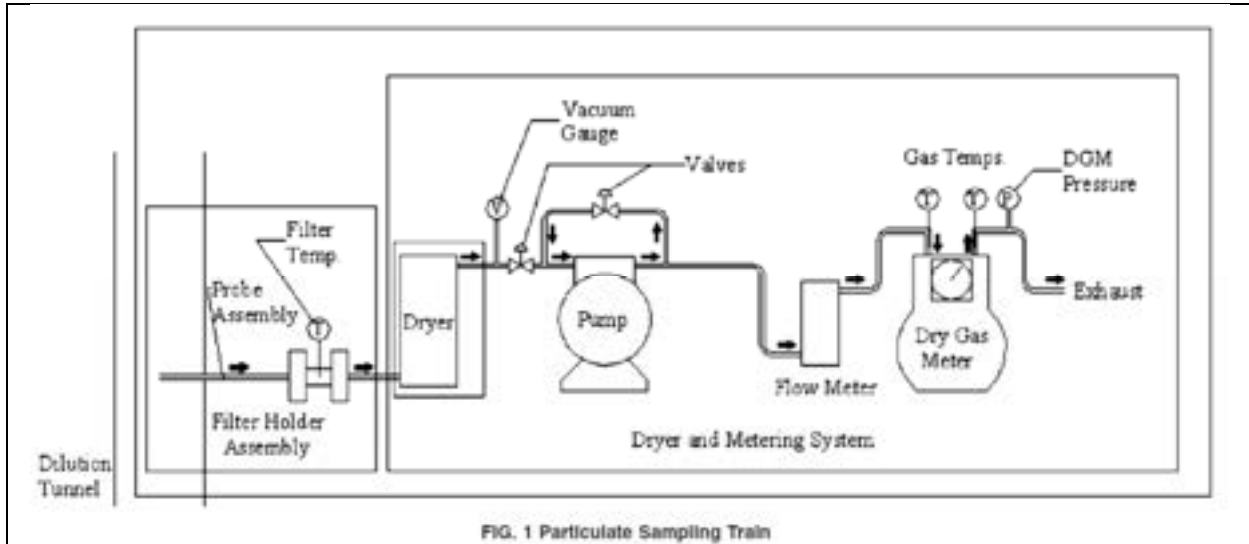 Vacuum
Gauge
Valves
Gas Temps.
DGM
Pressure
Filter
Temp.
Probe
Assembly
V
T
T
P
T
Dryer
Pump
Exhaust
Dry Gas
Meter
Flow Meter
Filter Holder
Assembly
Dryer and Metering System
Dilution
Tunnel
FIG. 1 Particulate Sampling Train